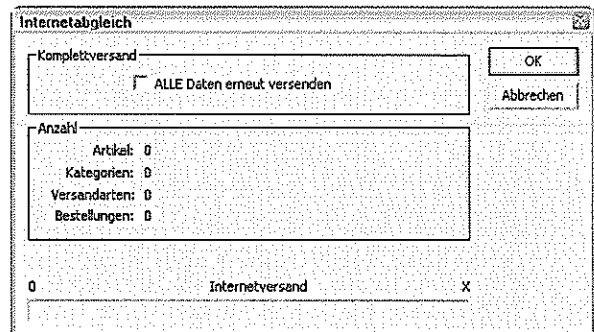 Internetabgleich
Komplettversand
ALLE Daten erneut versenden
OK
Abbrechen
Anzahl
Artikel: 0
Kategorien: 0
Versandarten: 0
Bestellungen: 0
0 Internetversand X